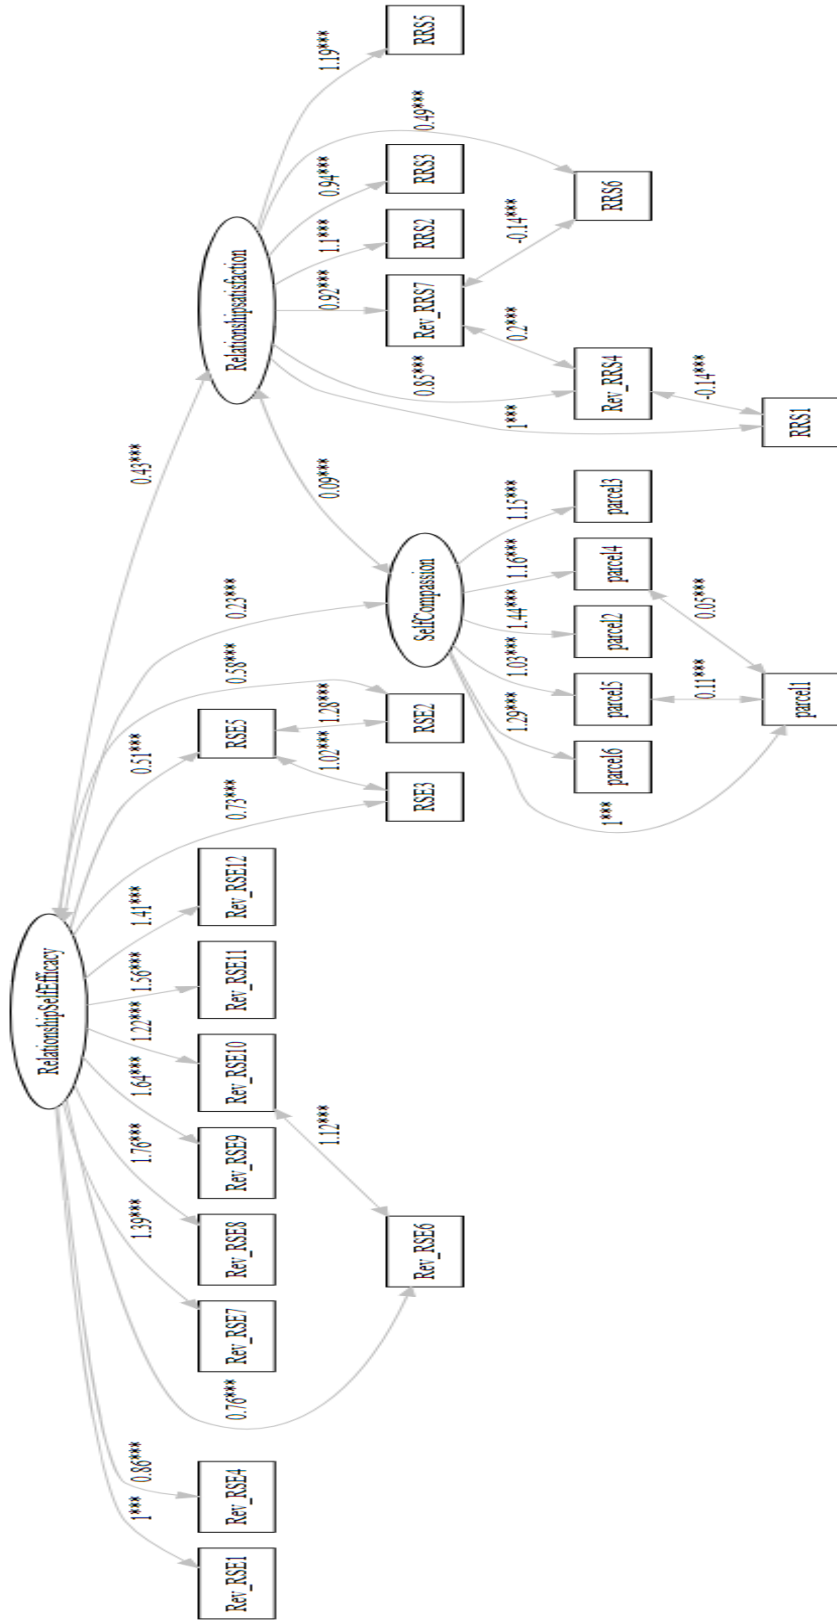 RelationshipSelfEfficacy
Relationshipsatisfaction
SelfCompassion
1***
0.86***
0.76***
1.39***
1.76***
1.64***
1.22***
1.56***
1.41***
0.73***
0.51***
0.58***
0.23***
0.43***
Rev_RSE1
Rev_RSE4
Rev_RSE7
Rev_RSE8
Rev_RSE9
Rev_RSE10
Rev_RSE11
Rev_RSE12
RSE5
1.12***
1.02***
1.28***
Rev_RSE6
RSE3
RSE2
0.09***
1***
0.85***
0.92***
1.1***
0.94***
0.49***
1.19***
Rev_RRS7
RRS2
RRS3
RRS5
0.2***
-0.14***
Rev_RRS4
RRS6
-0.14***
RRS1
1***
1.29***
1.03***
1.44***
1.16***
1.15***
parcel6
parcel5
parcel2
parcel4
parcel3
0.11***
0.05***
parcel1